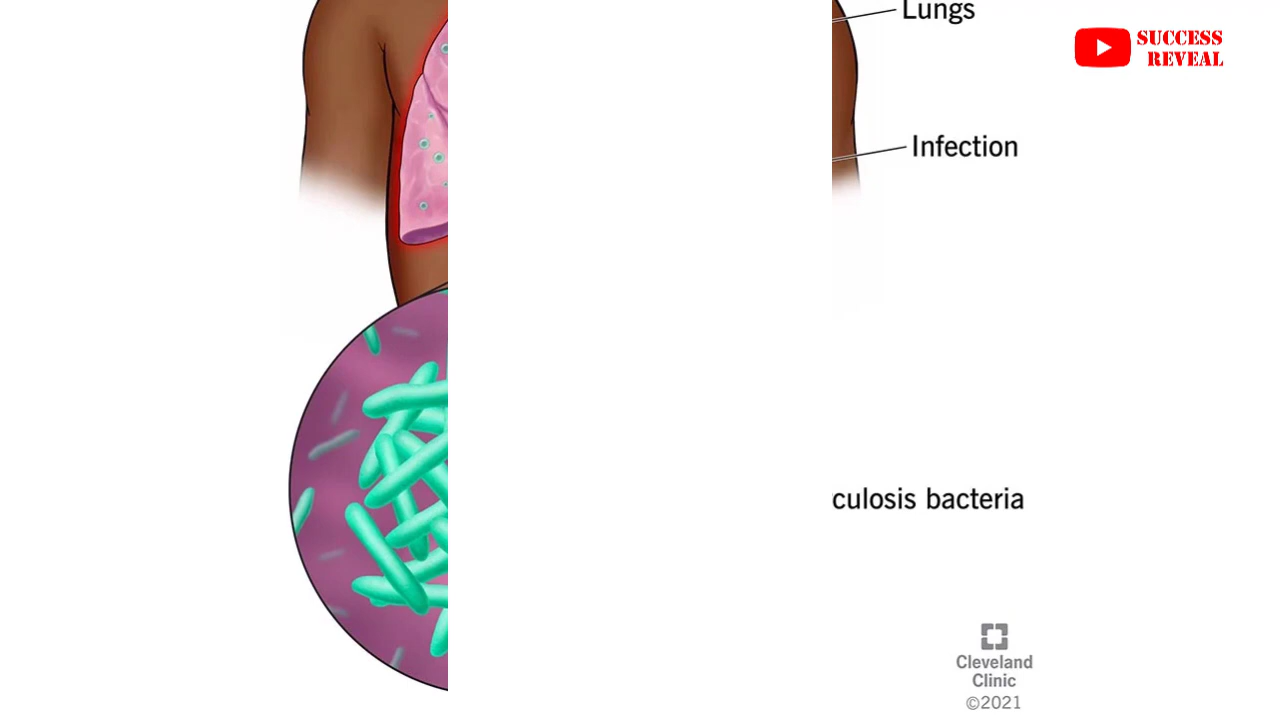 Lungs
SUCCESS
REVEAL
Infection
culosis bacteria
Cleveland
Clinic
©2021